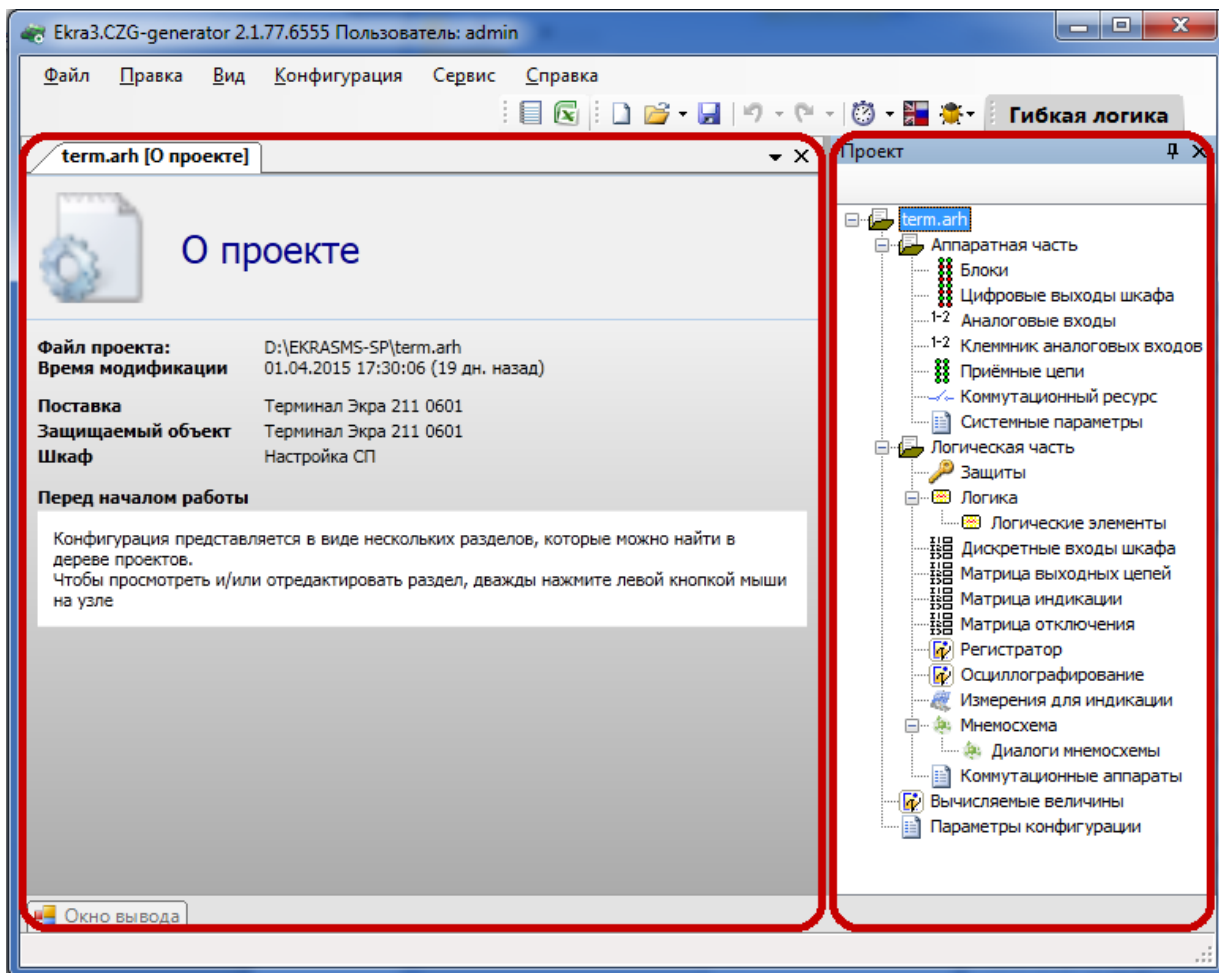 Ekra3.CZG-generator 2.1.77.6555 Пользователь: admin
Файл Правка Вид Конфигурация Сервис Справка
Гибкая логика
term.arh [О проекте]
О проекте
Файл проекта: D:\EKRASMS-SP\term.arh
Время модификации 01.04.2015 17:30:06 (19 дн. назад)
Поставка Терминал Экра 211 0601
Защищаемый объект Терминал Экра 211 0601
Шкаф Настройка СП
Перед началом работы
Конфигурация представляется в виде нескольких разделов, которые можно найти в
дереве проектов.
Чтобы просмотреть и/или отредактировать раздел, дважды нажмите левой кнопкой мыши
на узле
Окно вывода
Проект
term.arh
Аппаратная часть
Блоки
Цифровые выходы шкафа
1-2 Аналоговые входы
1-2 Клеммник аналоговых входов
Приёмные цепи
Коммутационный ресурс
Системные параметры
Логическая часть
Защиты
Логика
Логические элементы
Дискретные входы шкафа
Матрица выходных цепей
Матрица индикации
Матрица отключения
Регистратор
Осциллографирование
Измерения для индикации
Мнемосхема
Диалоги мнемосхемы
Коммутационные аппараты
Вычисляемые величины
Параметры конфигурации